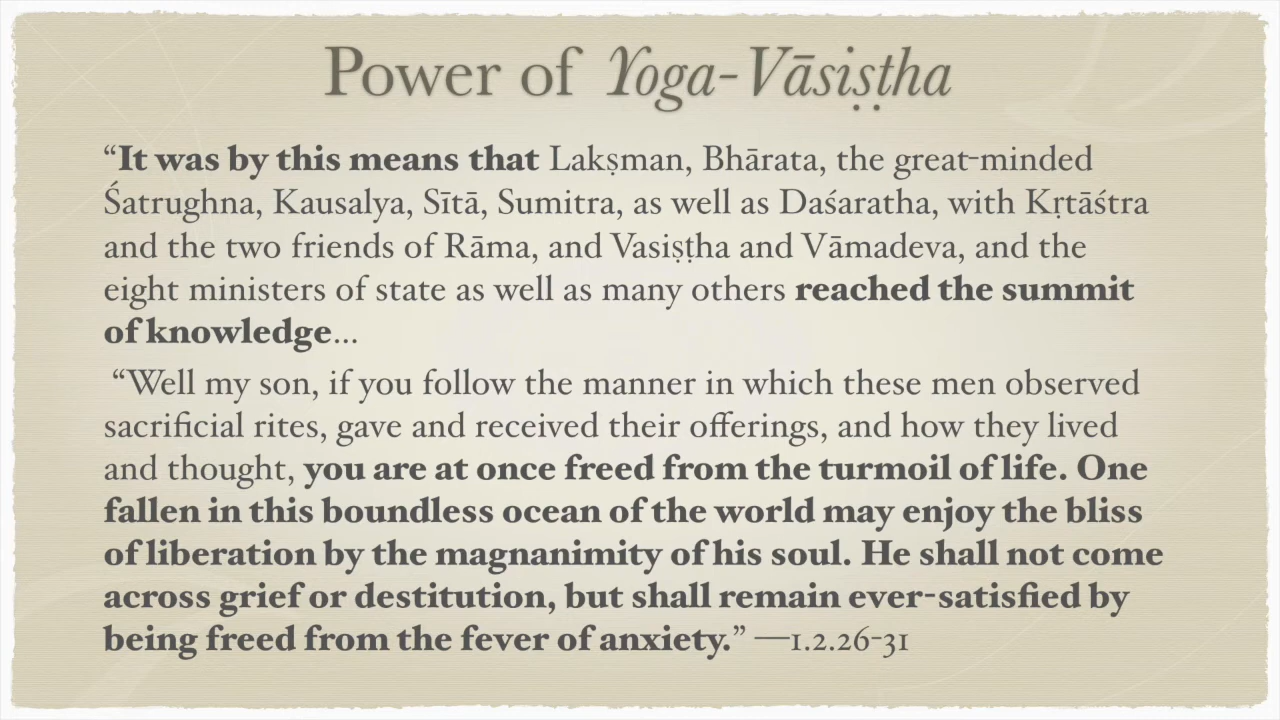 Power of Yoga-Vāsiṣṭha
“It was by this means that Lakṣman, Bhārata, the great-minded
Śatrughna, Kausalya, Sītā, Sumitra, as well as Daśaratha, with Kṛtāśtra
and the two friends of Rāma, and Vasiṣṭha and Vāmadeva, and the
eight ministers of state as well as many others reached the summit
of knowledge...
“Well my son, if you follow the manner in which these men observed
sacrificial rites, gave and received their offerings, and how they lived
and thought, you are at once freed from the turmoil of life. One
fallen in this boundless ocean of the world may enjoy the bliss
of liberation by the magnanimity of his soul. He shall not come
across grief or destitution, but shall remain ever-satisfied by
being freed from the fever of anxiety.” —1.2.26-31